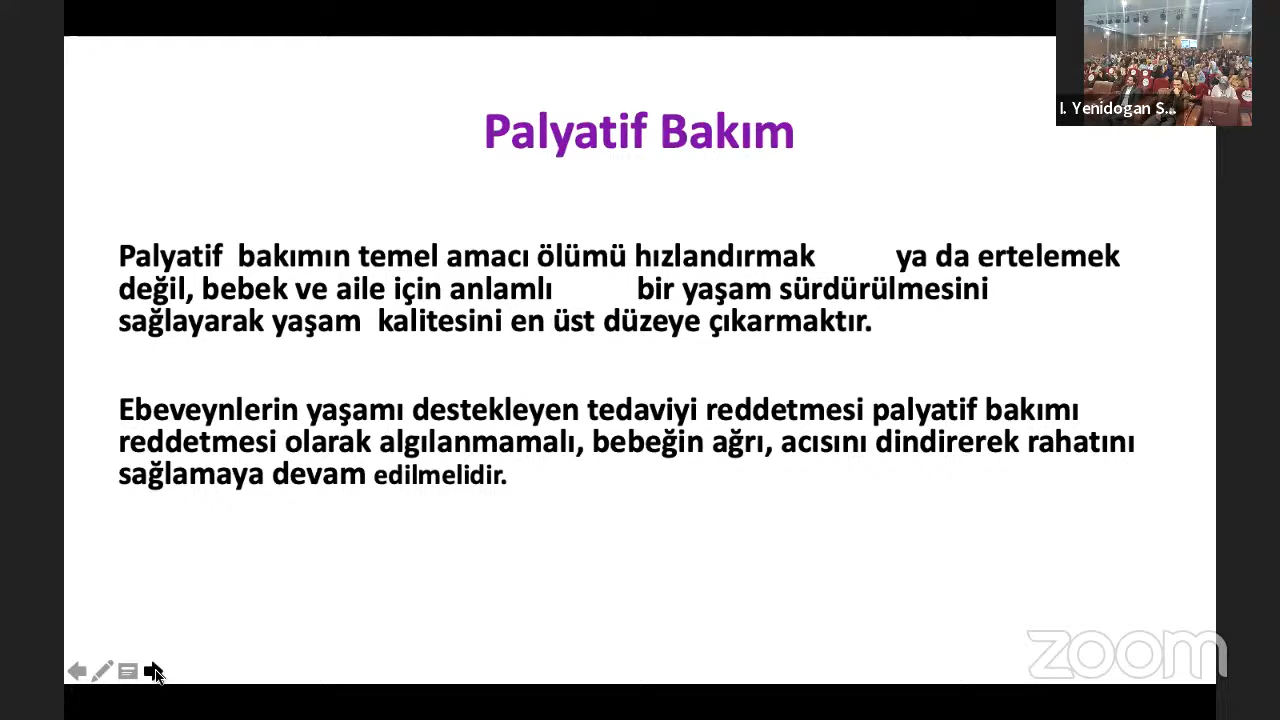 I. Yenidogan S...
Palyatif Bakım
Palyatif bakımın temel amacı ölümü hızlandırmak ya da ertelemek
değil, bebek ve aile için anlamlı bir yaşam sürdürülmesini
sağlayarak yaşam kalitesini en üst düzeye çıkarmaktır.
Ebeveynlerin yaşamı destekleyen tedaviyi reddetmesi palyatif bakımı
reddetmesi olarak algılanmamalı, bebeğin ağrı, acısını dindirerek rahatını
sağlamaya devam edilmelidir.
zoom